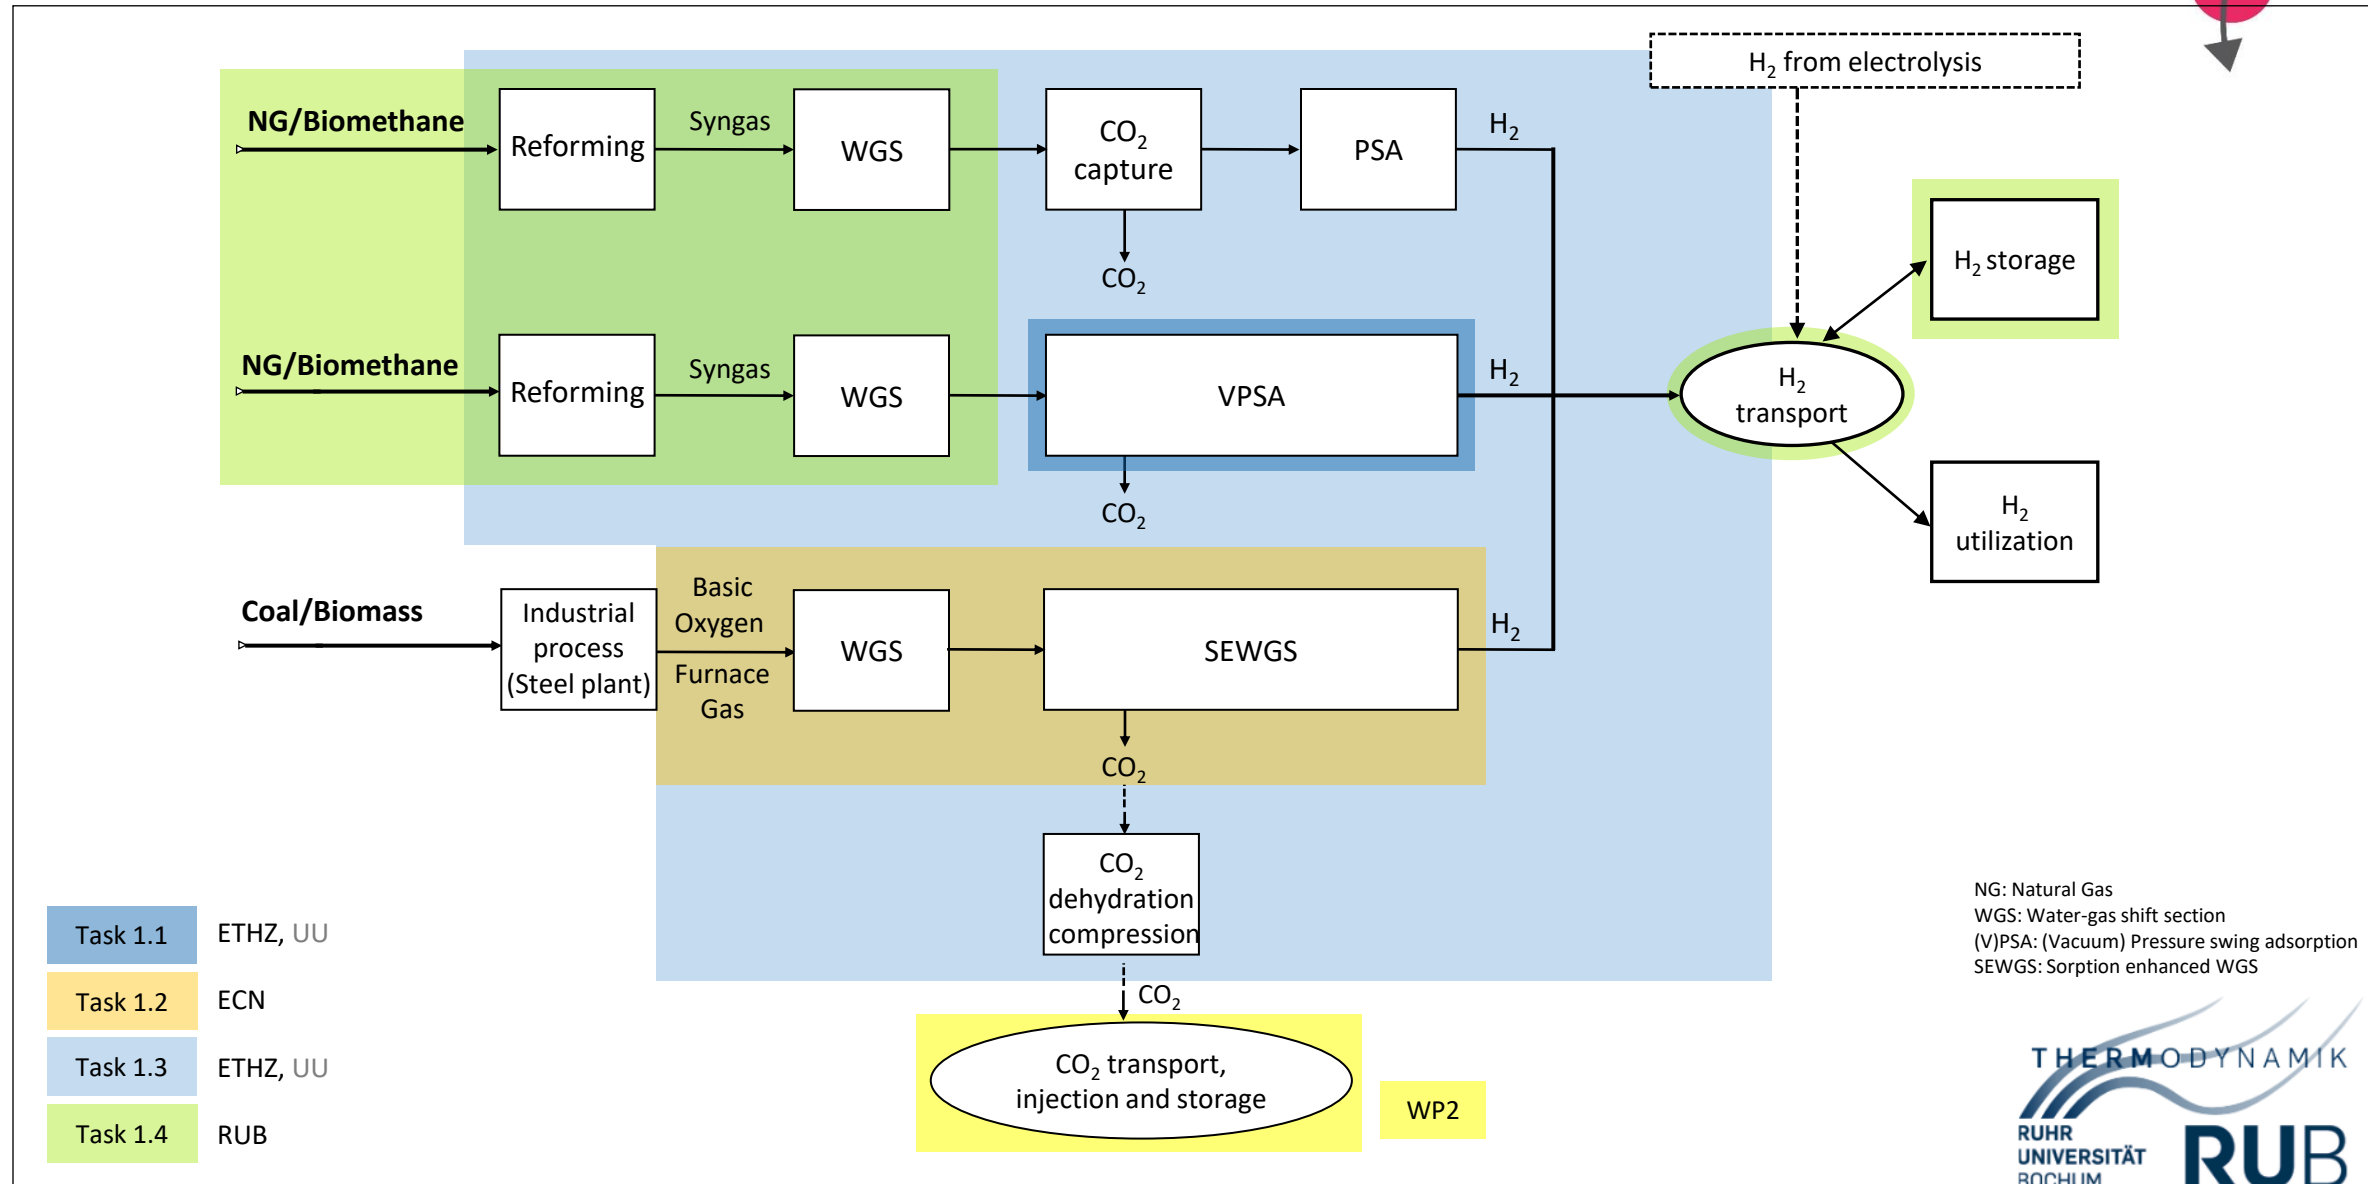 H2 from electrolysis
NG/Biomethane
Reforming
Syngas
WGS
CO2
capture
PSA
H2
CO2
H2 storage
NG/Biomethane
Reforming
Syngas
WGS
VPSA
H2
CO2
H2
transport
H2
utilization
Coal/Biomass
Industrial
process
(Steel plant)
Basic
Oxygen
Furnace
Gas
WGS
SEWGS
H2
CO2
CO2
dehydration
compression
CO2
CO2 transport,
injection and storage
WP2
Task 1.1 ETHZ, UU
Task 1.2 ECN
Task 1.3 ETHZ, UU
Task 1.4 RUB
NG: Natural Gas
WGS: Water-gas shift section
(V)PSA: (Vacuum) Pressure swing adsorption
SEWGS: Sorption enhanced WGS
THERMODYNAMIK
RUHR
UNIVERSITÄT
BOCHUM
RUB